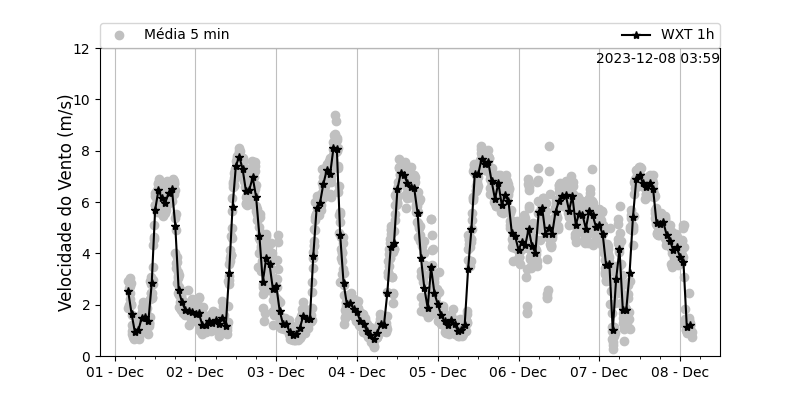 Média 5 min
WXT 1h
2023-12-08 03:59
Velocidade do Vento (m/s)
12
10
8
6
4
2
0
01 - Dec 02 - Dec 03 - Dec 04 - Dec 05 - Dec 06 - Dec 07 - Dec 08 - Dec